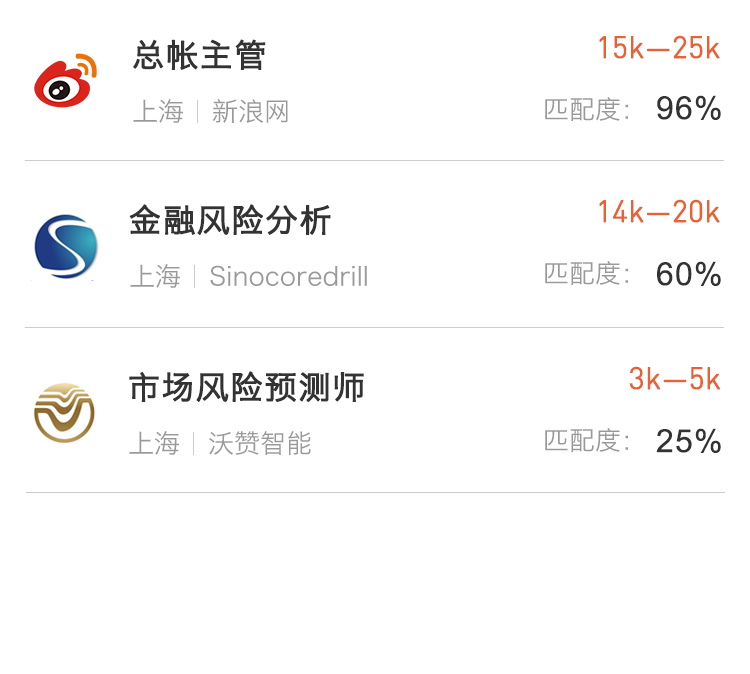 总帐主管
15k—25k
上海 | 新浪网
匹配度： 96%
金融风险分析
14k—20k
上海 | Sinocoredrill
匹配度： 60%
市场风险预测师
3k—5k
上海 | 沃赞智能
匹配度： 25%